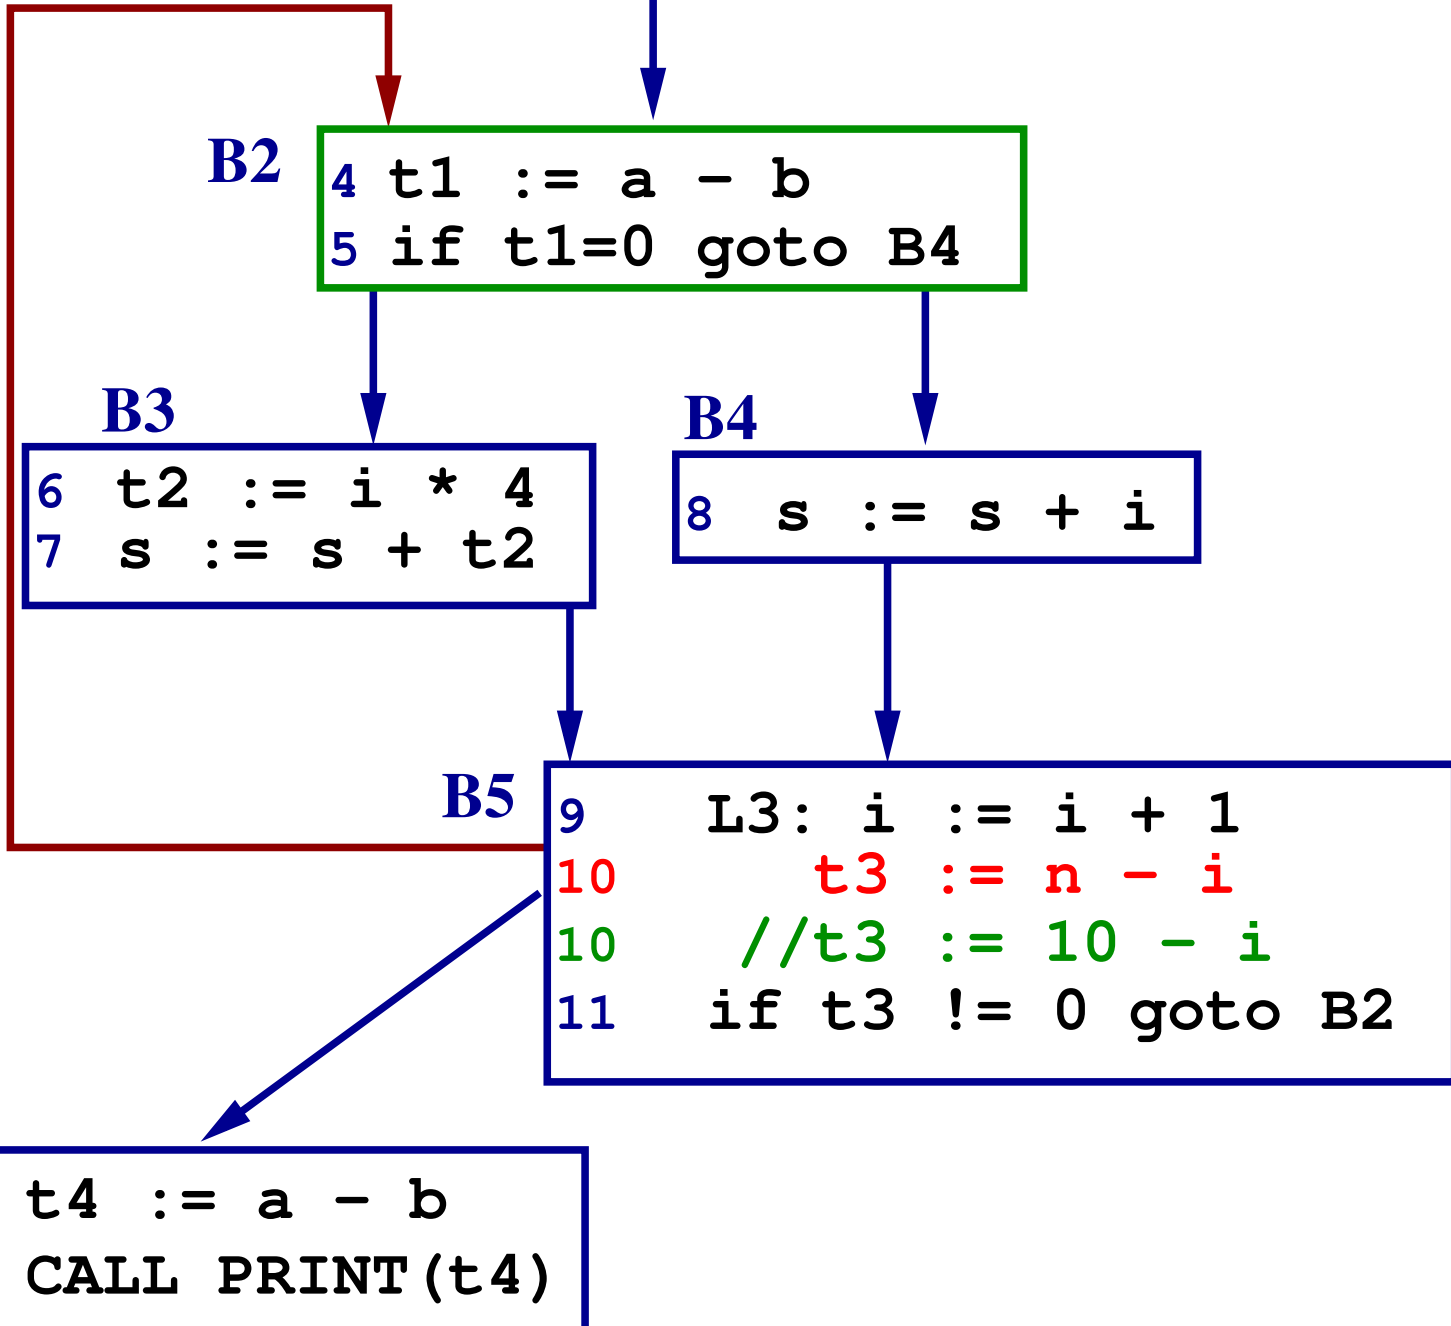 B2
4 t1 := a - b
5 if t1=0 goto B4
B3
6 t2 := i * 4
7 s := s + t2
B4
8 s := s + i
B5
9 L3: i := i + 1
10 t3 := n - i
10 //t3 := 10 - i
11 if t3 != 0 goto B2
t4 := a - b
CALL PRINT(t4)